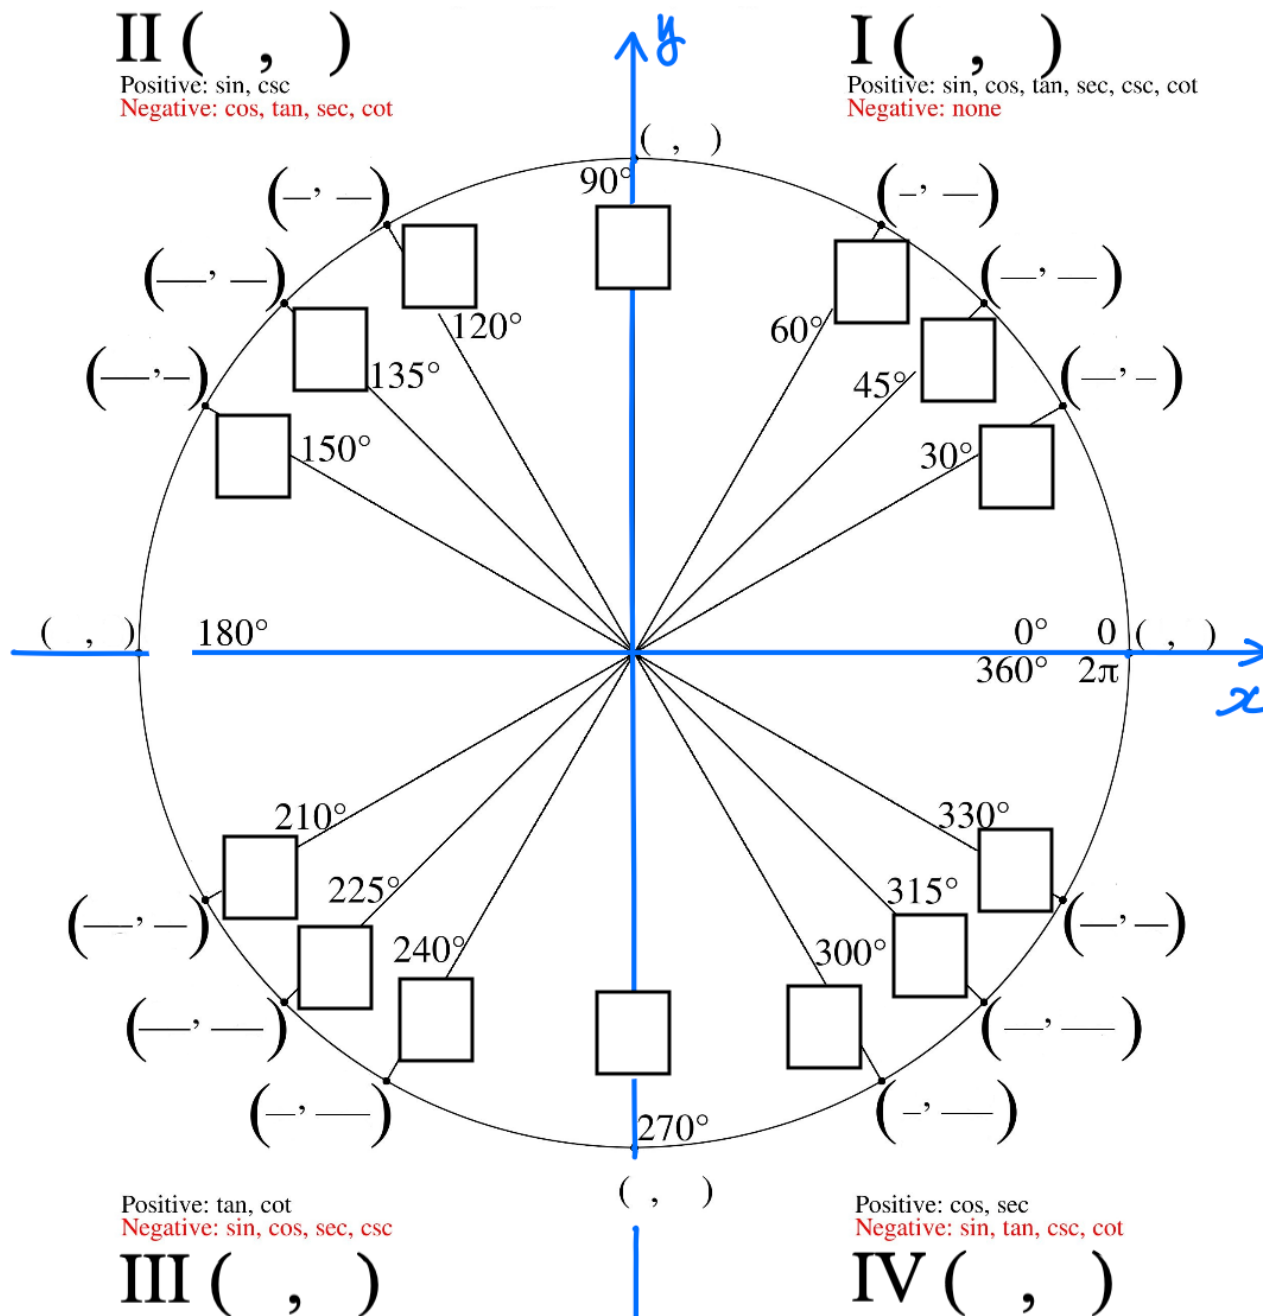 II ( , )
Positive: sin, csc
Negative: cos, tan, sec, cot
y
I ( , )
Positive: sin, cos, tan, sec, csc, cot
Negative: none
( , )
90°
(—, —)
(—, —)
120°
60°
(—, —)
(—, —)
135°
45°
(—, —)
(—, —)
150°
30°
( , )
180°
0° 0
( , )
360° 2π
x
210°
330°
(—, —)
(—, —)
225°
315°
(—, —)
(—, —)
240°
300°
(—, —)
(—, —)
270°
( , )
Positive: tan, cot
Negative: sin, cos, sec, csc
III ( , )
Positive: cos, sec
Negative: sin, tan, csc, cot
IV ( , )